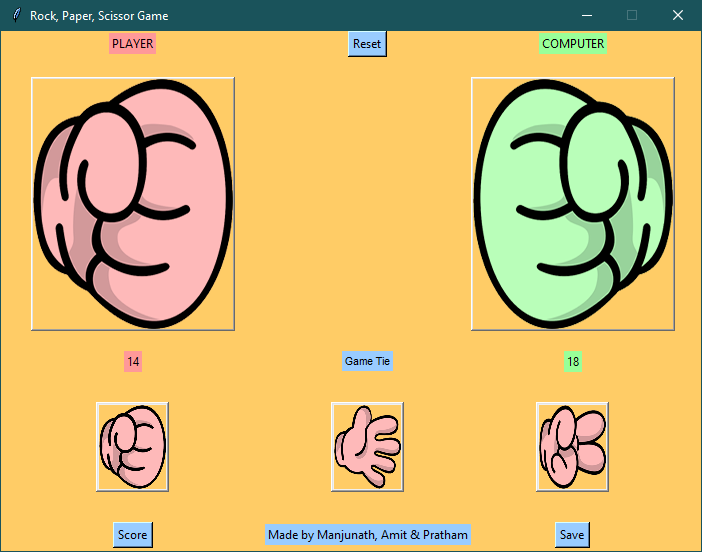 Rock, Paper, Scissor Game
PLAYER
Reset
COMPUTER
14
Game Tie
18
Score
Made by Manjunath, Amit & Pratham
Save